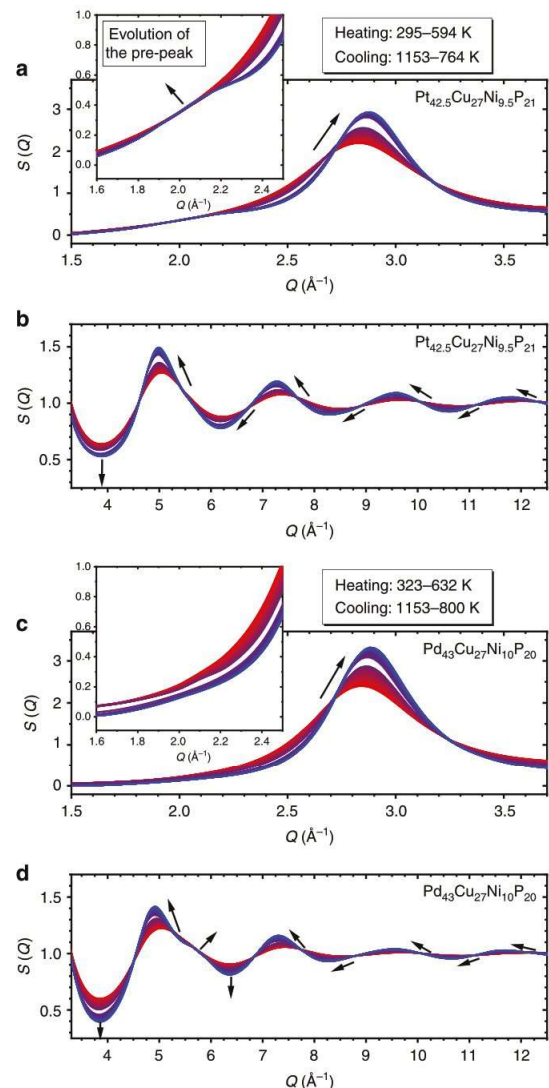 Evolution of
the pre-peak
Heating: 295–594 K
Cooling: 1153–764 K
a
1.0
0.8
0.6
0.4
0.2
0.0
1.6 2.0 2.4
Q (Å⁻¹)
Pt42.5Cu27Ni9.5P21
S (Q)
3
2
1
0
1.5 2.0 2.5 3.0 3.5
Q (Å⁻¹)
b
Pt42.5Cu27Ni9.5P21
S (Q)
1.5
1.0
0.5
4 5 6 7 8 9 10 11 12
Q (Å⁻¹)
Heating: 323–632 K
Cooling: 1153–800 K
c
S (Q)
1.0
0.8
0.6
0.4
0.2
0.0
1.6 1.8 2.0 2.2 2.4
Q (Å⁻¹)
Pd43Cu27Ni10P20
S (Q)
3
2
1
0
1.5 2.0 2.5 3.0 3.5
Q (Å⁻¹)
d
Pd43Cu27Ni10P20
S (Q)
1.5
1.0
0.5
4 5 6 7 8 9 10 11 12
Q (Å⁻¹)